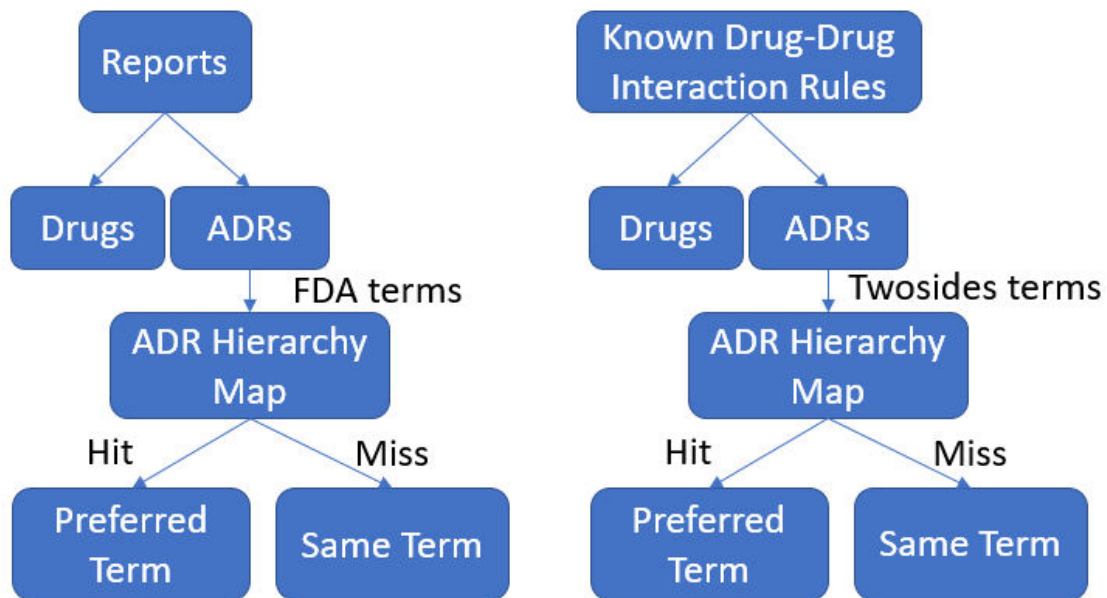 Reports
Drugs
ADRs
FDA terms
ADR Hierarchy
Map
Hit
Miss
Preferred
Term
Same Term
Known Drug-Drug
Interaction Rules
Drugs
ADRs
Twosides terms
ADR Hierarchy
Map
Hit
Miss
Preferred
Term
Same Term